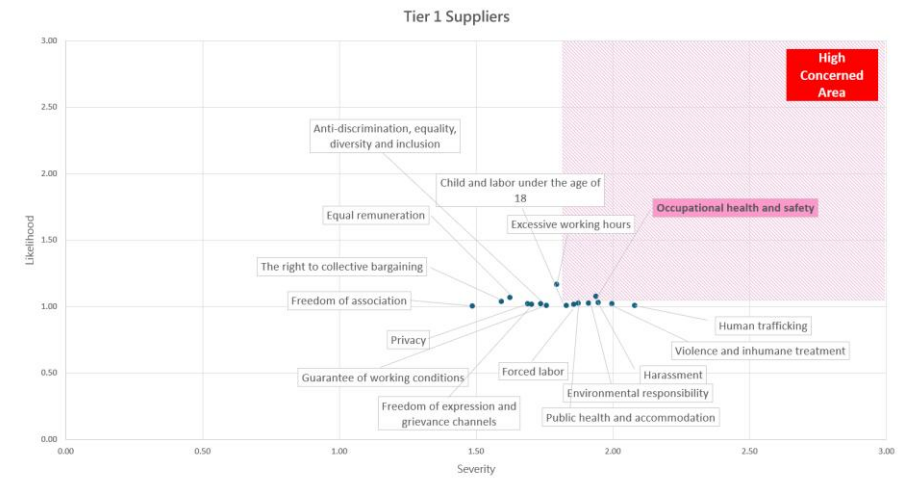 Tier 1 Suppliers
3.00
High
Concerned
Area
2.50
Anti-discrimination, equality,
diversity and inclusion
2.00
Child and labor under the age of
18
Occupational health and safety
Equal remuneration
Excessive working hours
Likelihood
1.50
The right to collective bargaining
Freedom of association
1.00
Human trafficking
Privacy
Violence and inhumane treatment
Guarantee of working conditions
Forced labor
Harassment
0.50
Environmental responsibility
Freedom of expression and
grievance channels
Public health and accommodation
0.00
0.00
0.50
1.00
1.50
2.00
2.50
3.00
Severity